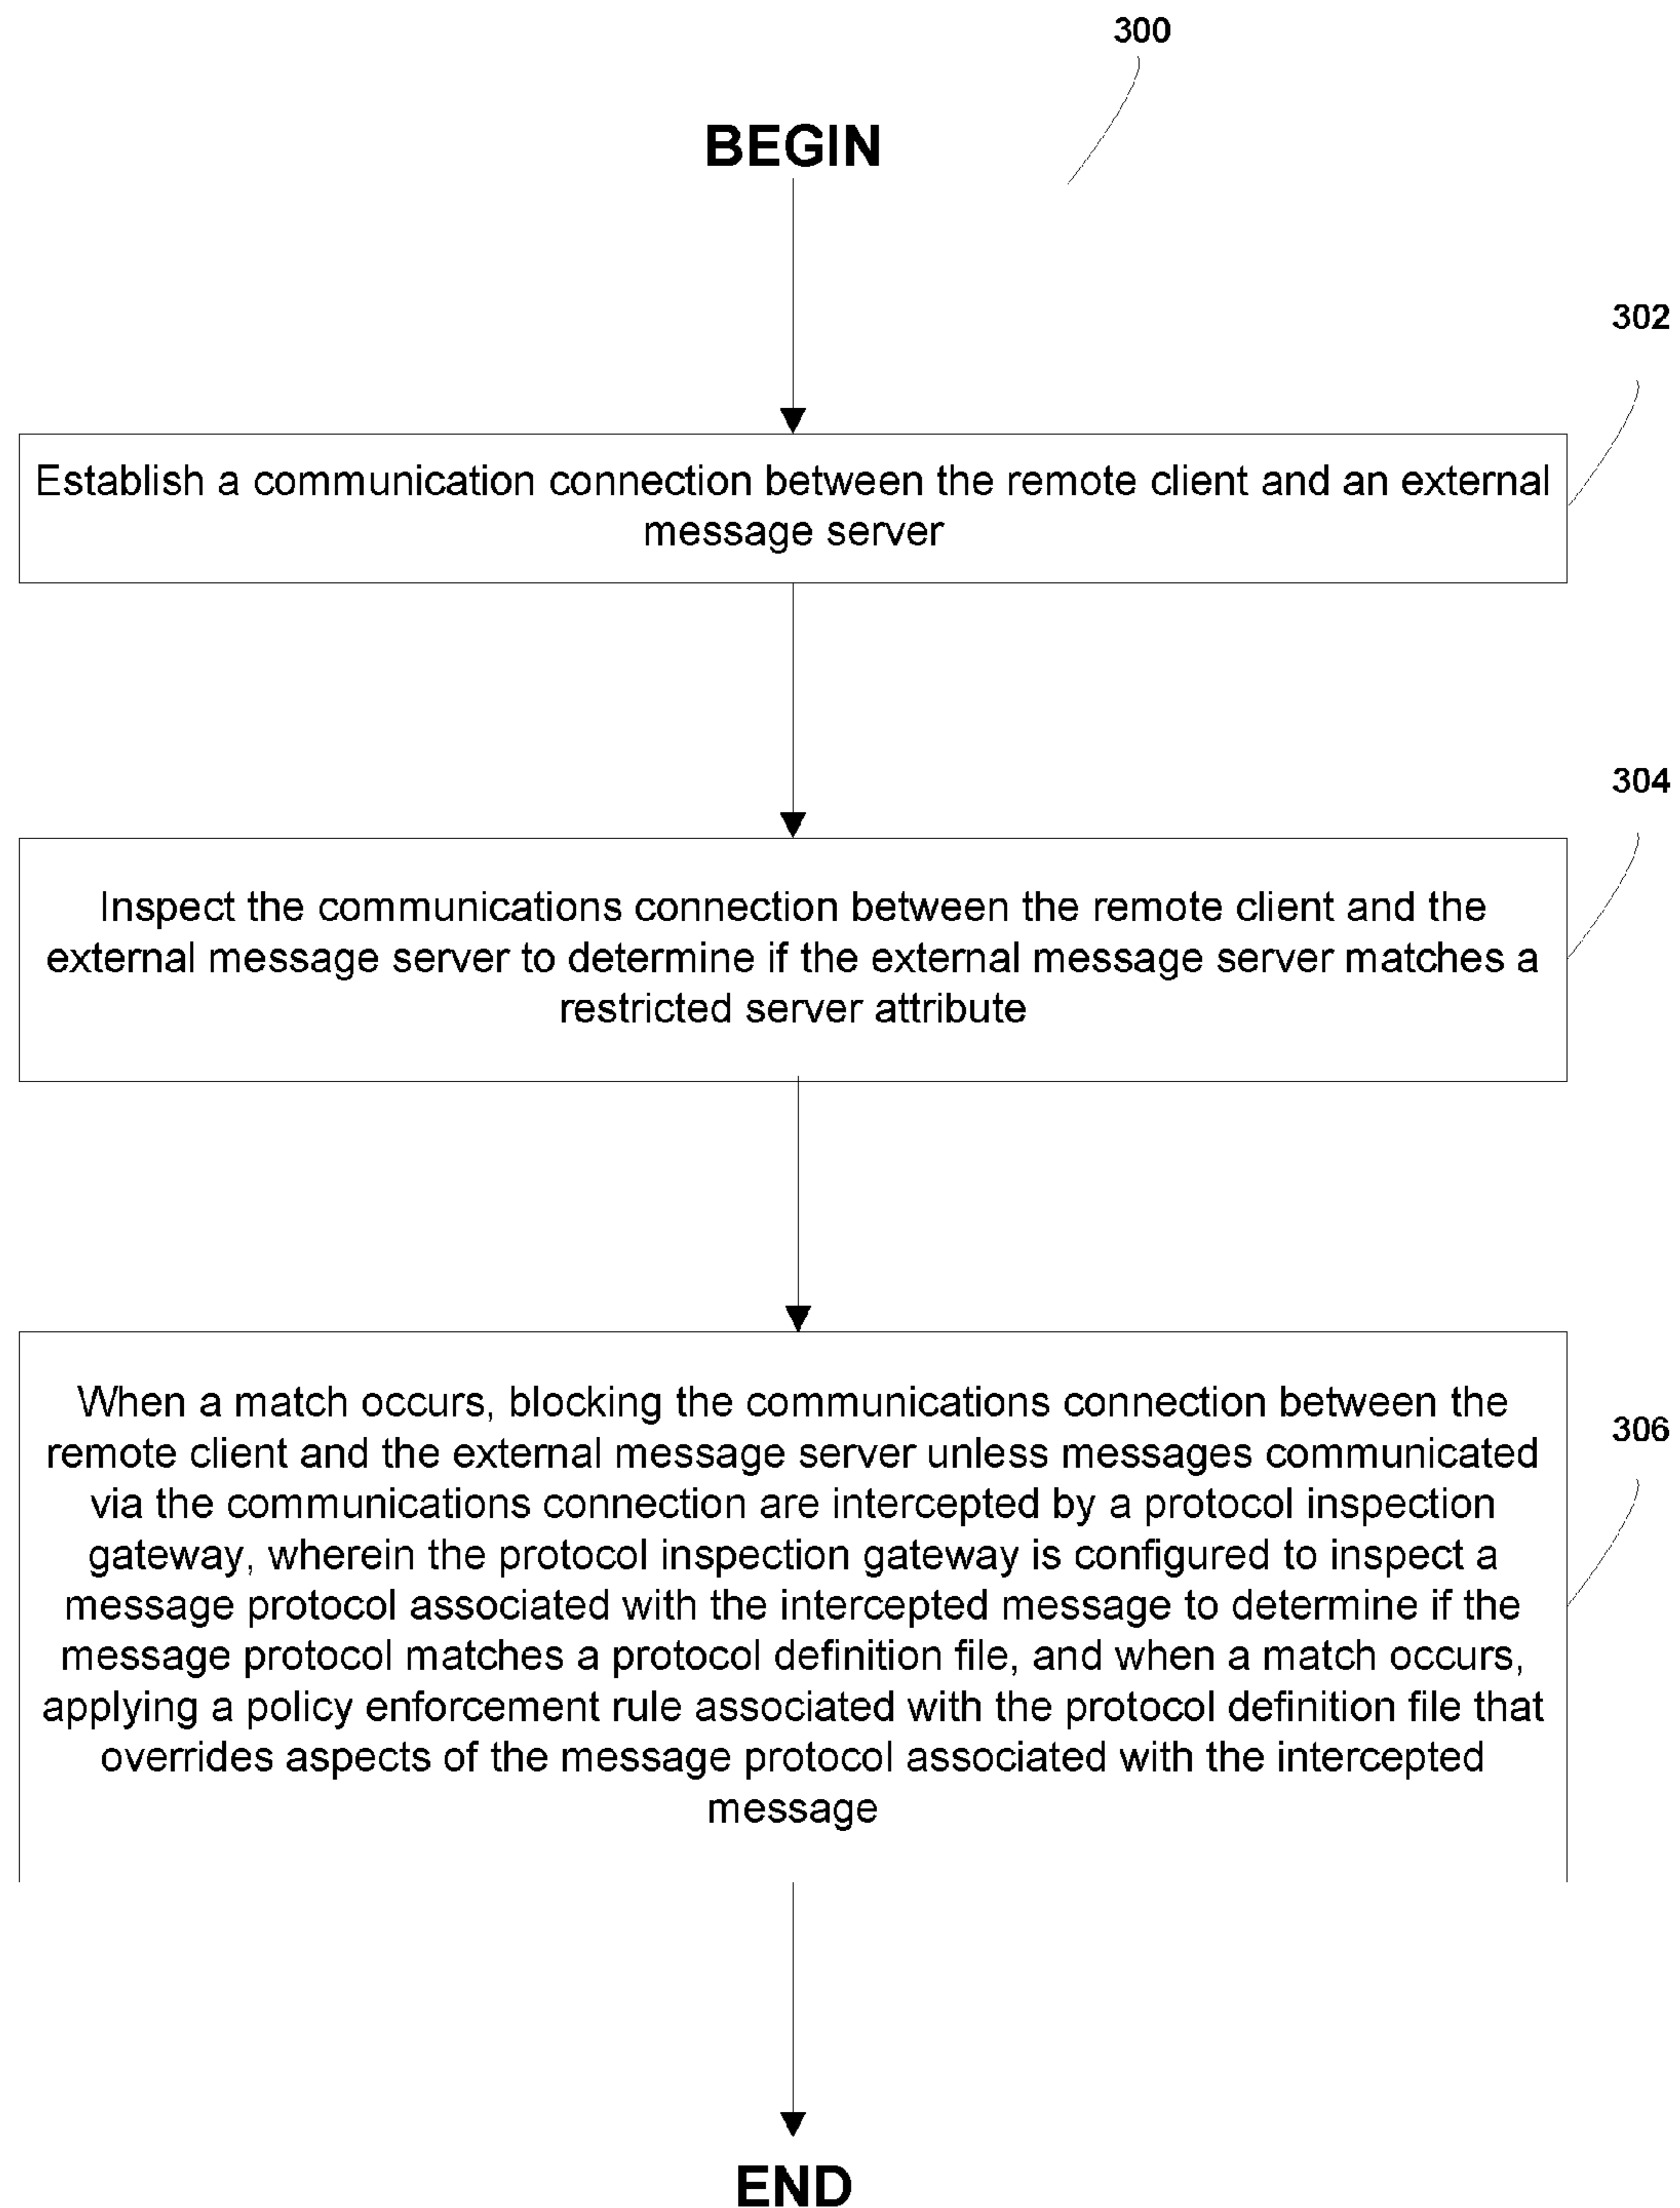 300
BEGIN
302
Establish a communication connection between the remote client and an external
message server
304
Inspect the communications connection between the remote client and the
external message server to determine if the external message server matches a
restricted server attribute
When a match occurs, blocking the communications connection between the
306
remote client and the external message server unless messages communicated
via the communications connection are intercepted by a protocol inspection
gateway, wherein the protocol inspection gateway is configured to inspect a
message protocol associated with the intercepted message to determine if the
message protocol matches a protocol definition file, and when a match occurs,
applying a policy enforcement rule associated with the protocol definition file that
overrides aspects of the message protocol associated with the intercepted
message
END